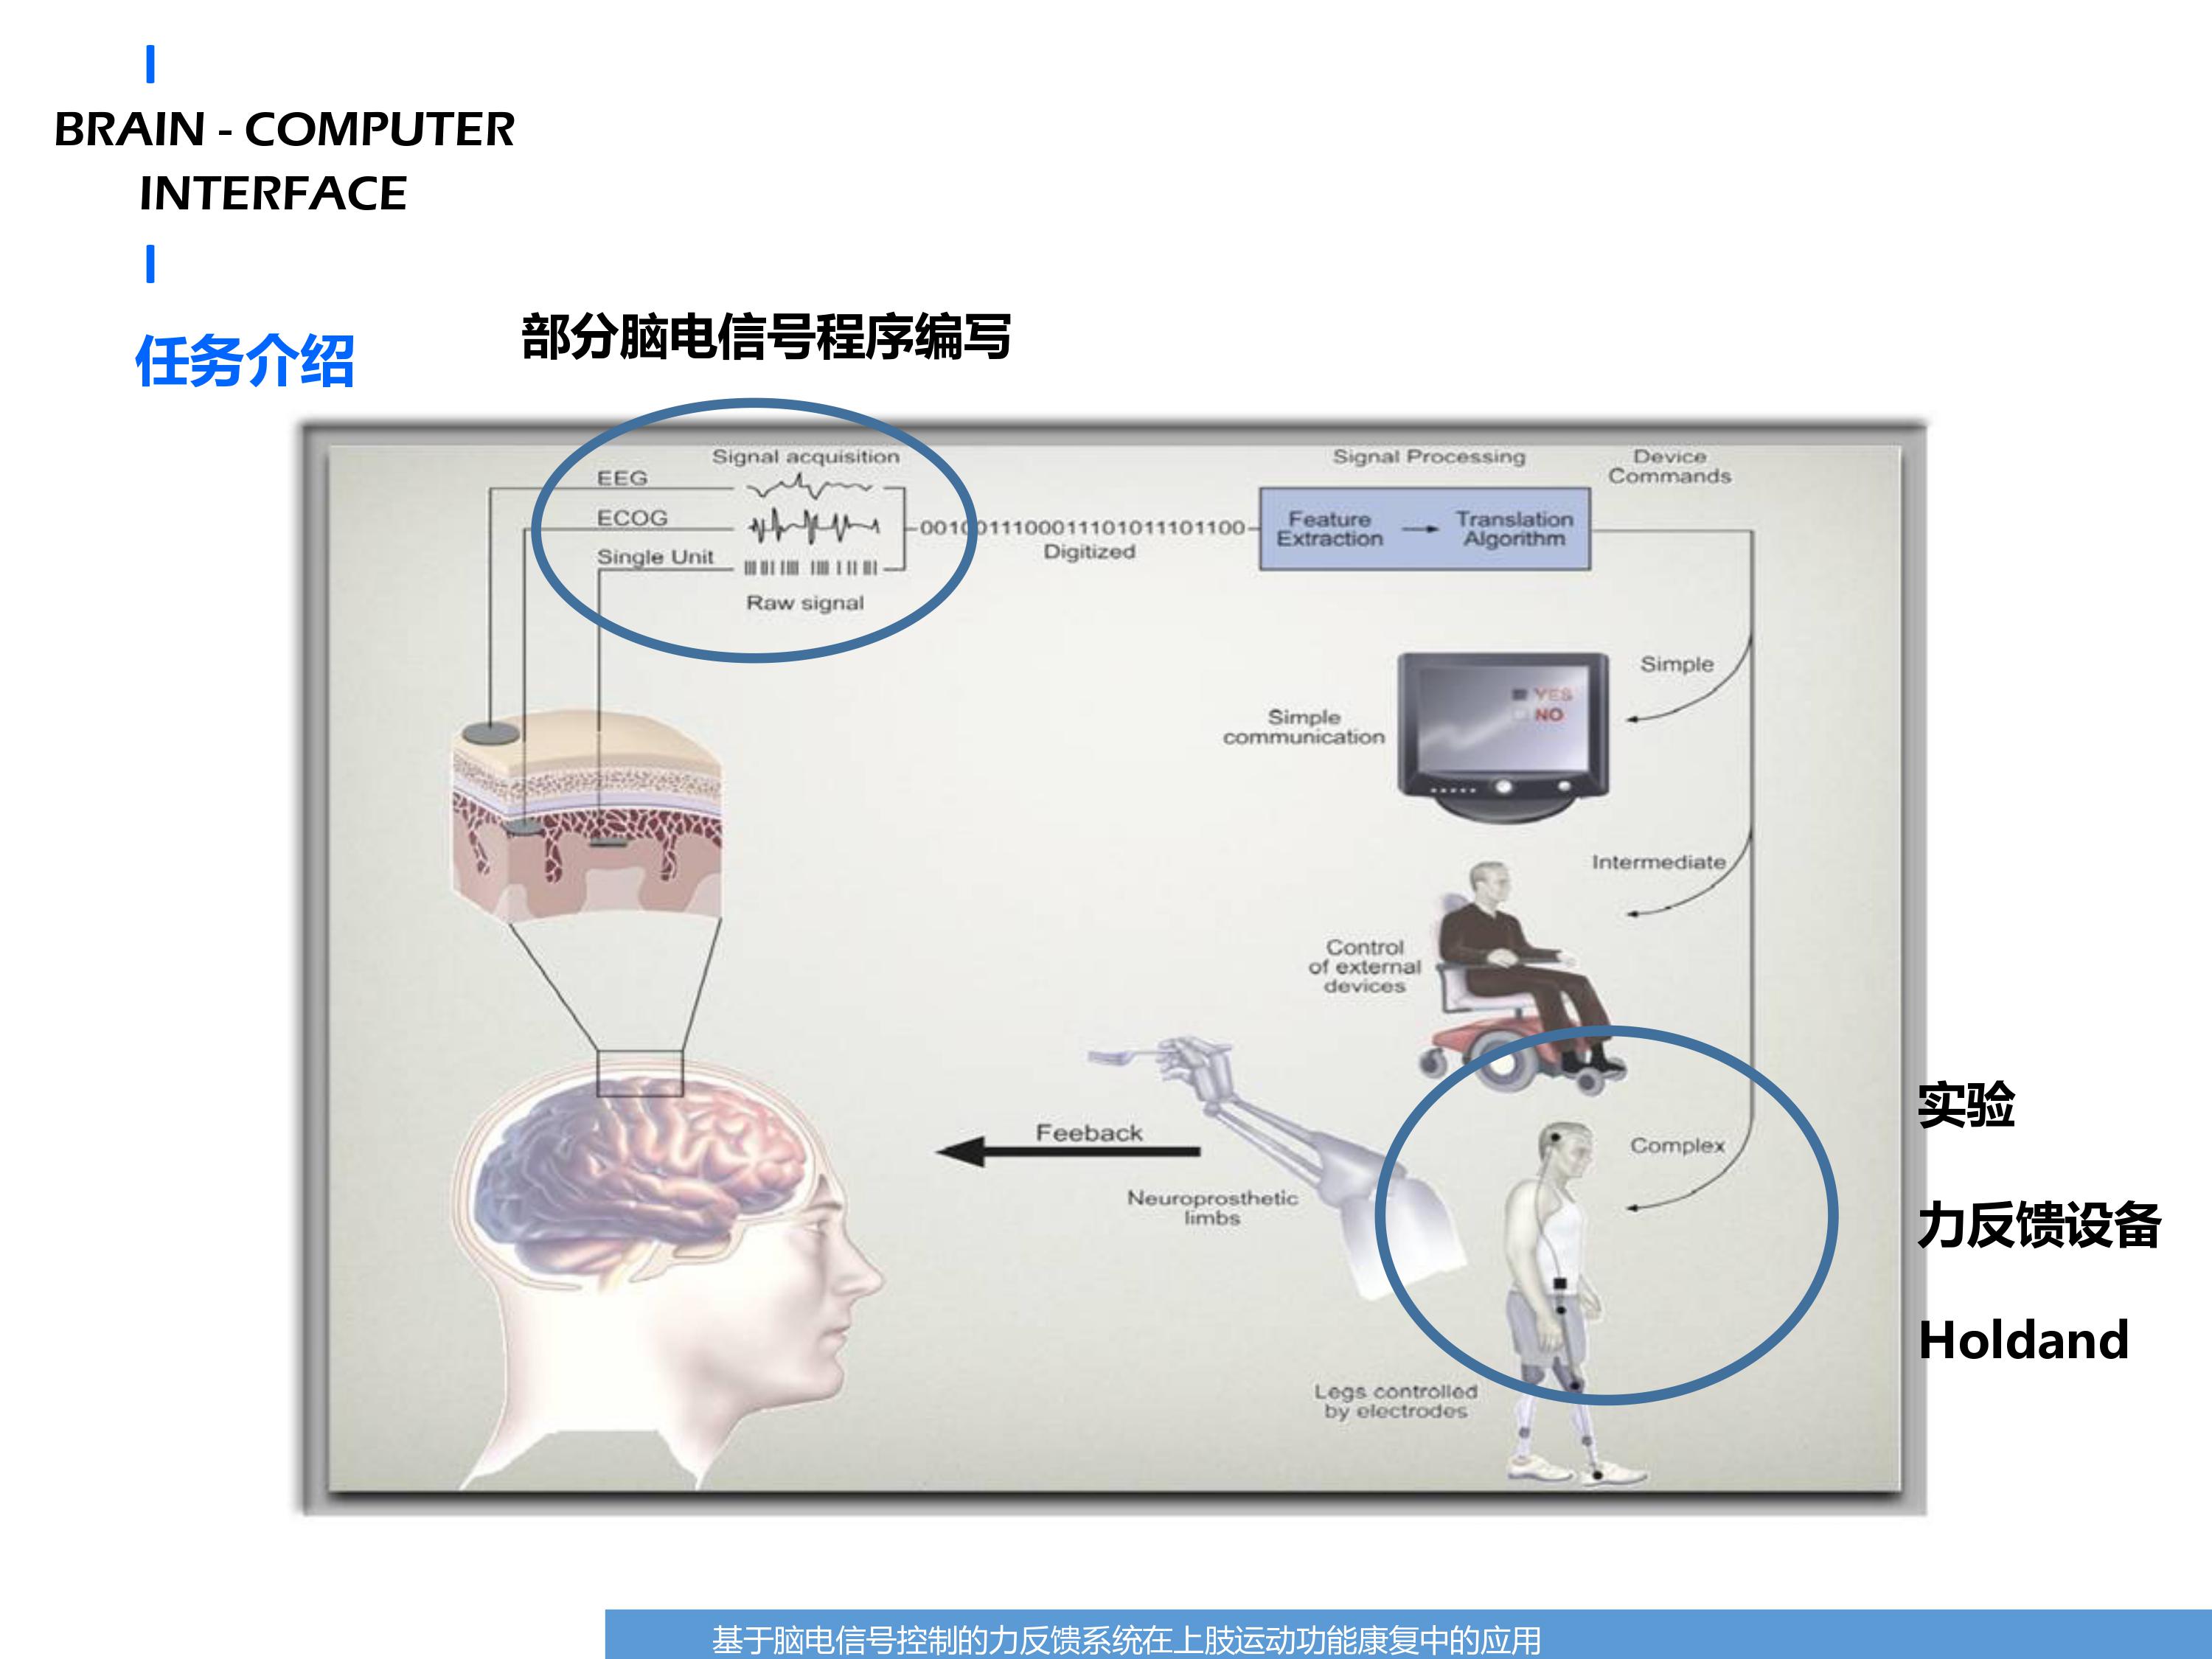 BRAIN - COMPUTER
INTERFACE
任务介绍
部分脑电信号程序编写
Signal acquisition
EEG
ECOG
Single Unit
Raw signal
0010011100011101011101100
Digitized
Signal Processing
Feature
Extraction
Translation
Algorithm
Device
Commands
Simple
YES
NO
Simple
communication
Intermediate
Control
of external
devices
Complex
Feeback
Neuroprosthetic
limbs
Legs controlled
by electrodes
实验
力反馈设备
Holdand
基于脑电信号控制的力反馈系统在上肢运动功能康复中的应用